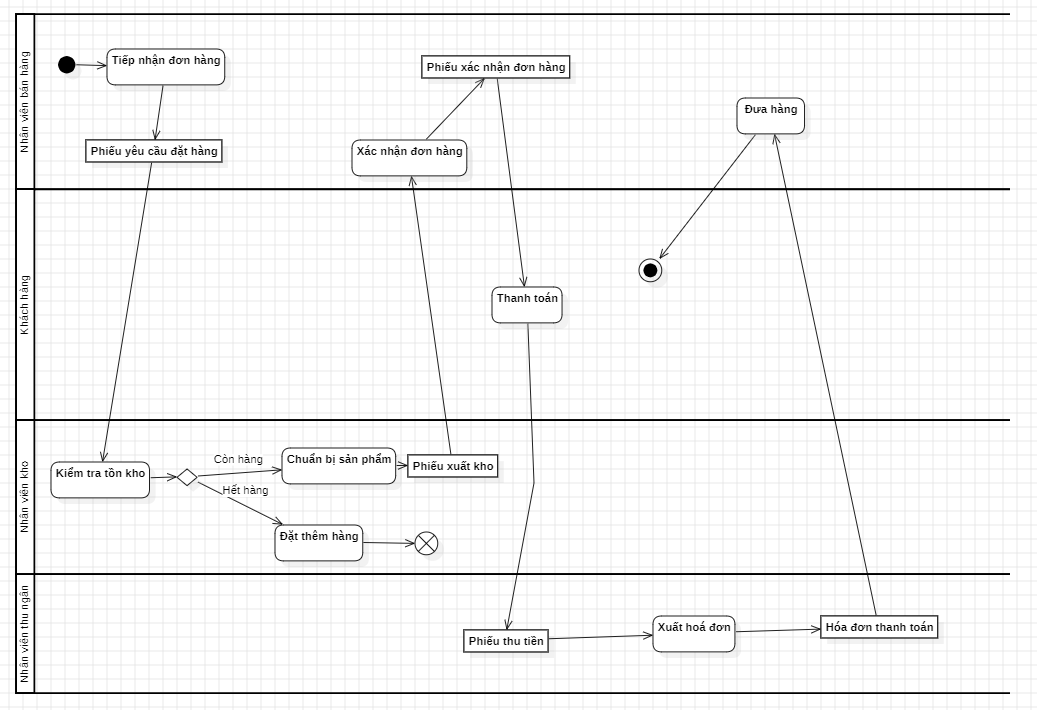 Nhân viên bán hàng
Tiếp nhận đơn hàng
Phiếu xác nhận đơn hàng
Đưa hàng
Phiếu yêu cầu đặt hàng
Xác nhận đơn hàng
Khách hàng
Thanh toán
Nhân viên kho
Kiểm tra tồn kho
Còn hàng
Chuẩn bị sản phẩm
Phiếu xuất kho
Hết hàng
Đặt thêm hàng
Nhân viên thu ngân
Phiếu thu tiền
Xuất hoá đơn
Hóa đơn thanh toán